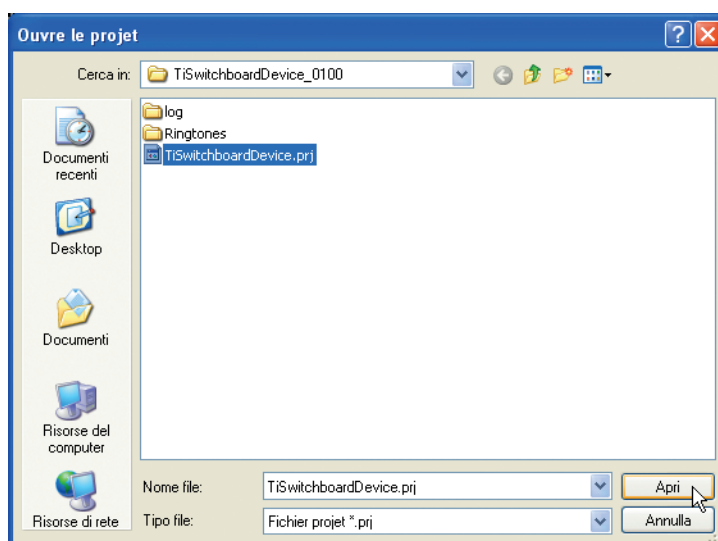 Ouvre le projet
Cerca in:
TiSwitchboardDevice_0100
log
Ringtones
TiSwitchboardDevice.prj
Documenti
recenti
Desktop
Documenti
Risorse del
computer
Risorse di rete
Nome file:
TiSwitchboardDevice.prj
Apri
Tipo file:
Fichier projet *.prj
Annulla